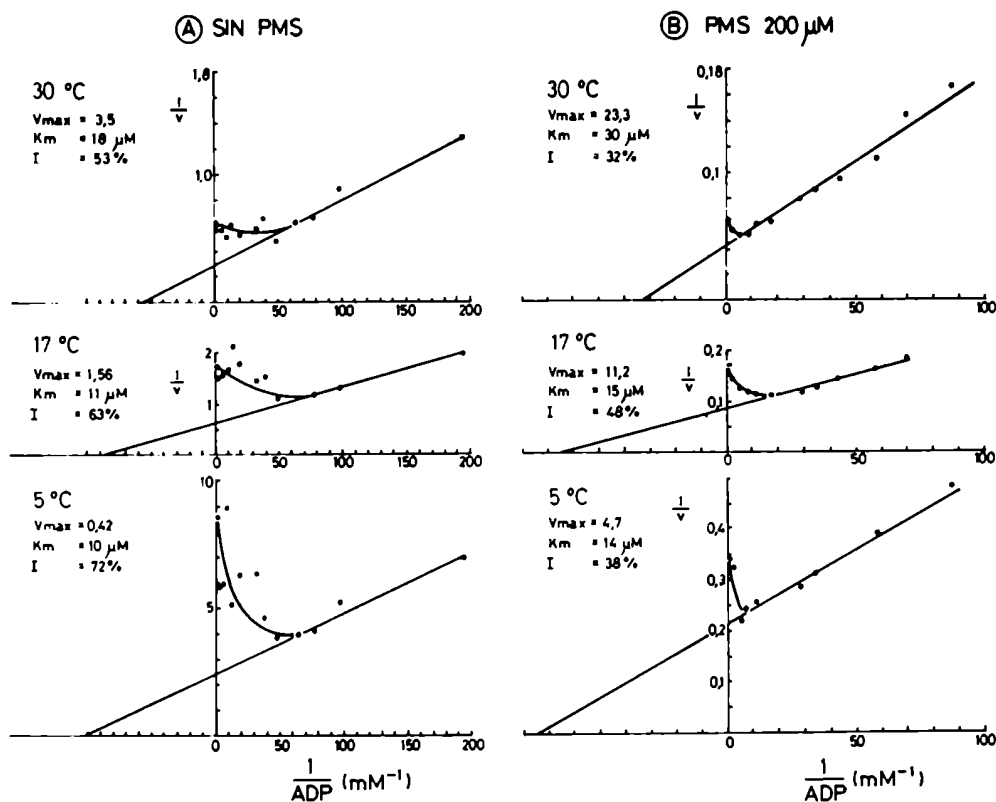 Ⓐ SIN PMS
30 °C
Vmax = 3,5
Km = 18 µM
I = 53%
1/v
1,8
1,0
0 50 100 150 200
17 °C
Vmax = 1,56
Km = 11 µM
I = 63%
1/v
2
1
0 50 100 150 200
5 °C
Vmax = 0,42
Km = 10 µM
I = 72%
10
5
0 50 100 150 200
1/ADP (mM⁻¹)
Ⓑ PMS 200 µM
30 °C
Vmax = 23,3
Km = 30 µM
I = 32%
1/v
0,18
0,1
0 50 100
17 °C
Vmax = 11,2
Km = 15 µM
I = 48%
1/v
0,2
0,1
0 50 100
5 °C
Vmax = 4,7
Km = 14 µM
I = 38%
1/v
0,4
0,3
0,2
0,1
0 50 100
1/ADP (mM⁻¹)